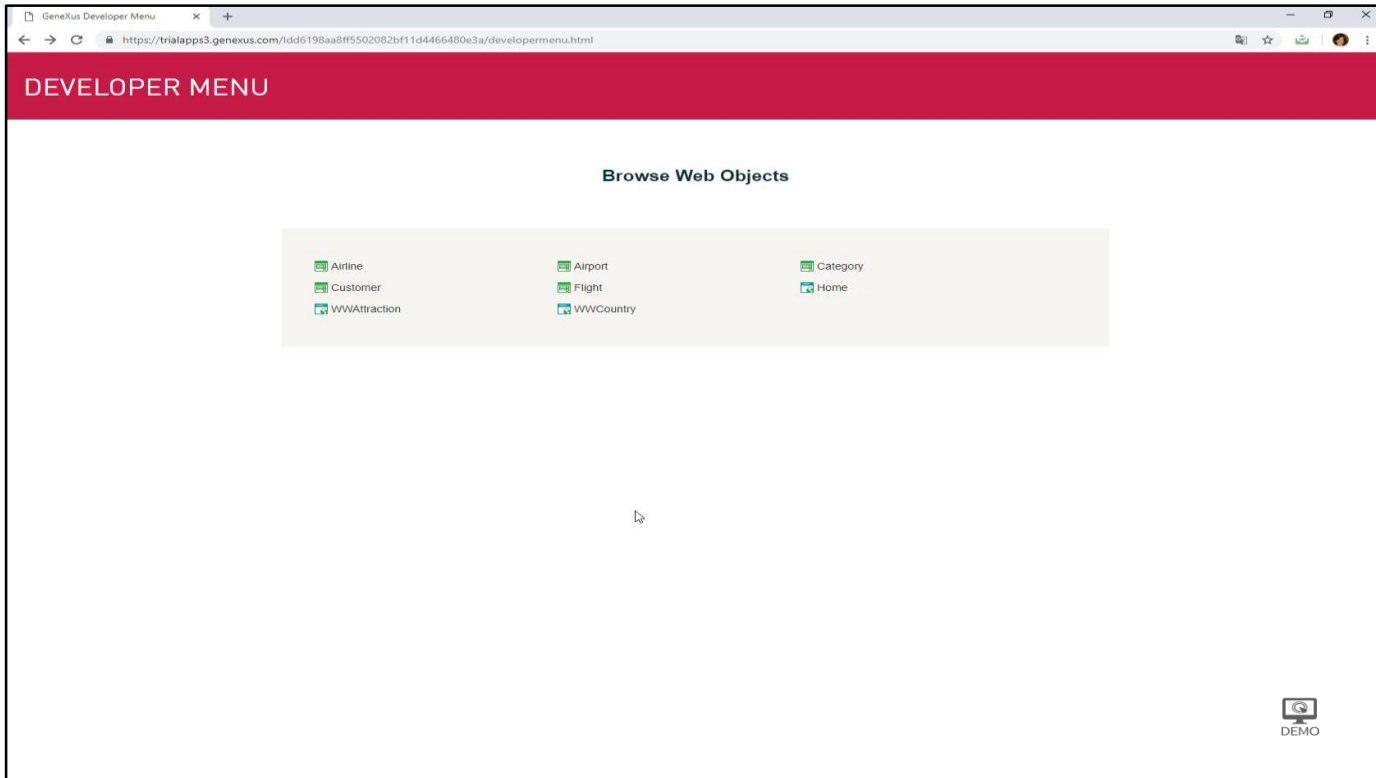 GeneXus Developer Menu
https://trialapps3.genexus.com/Idd6198aa8ff5502082bf11d4466480e3a/developermenu.html
DEVELOPER MENU
Browse Web Objects
Airline Airport Category
Customer Flight Home
WWAttraction WWCountry
DEMO